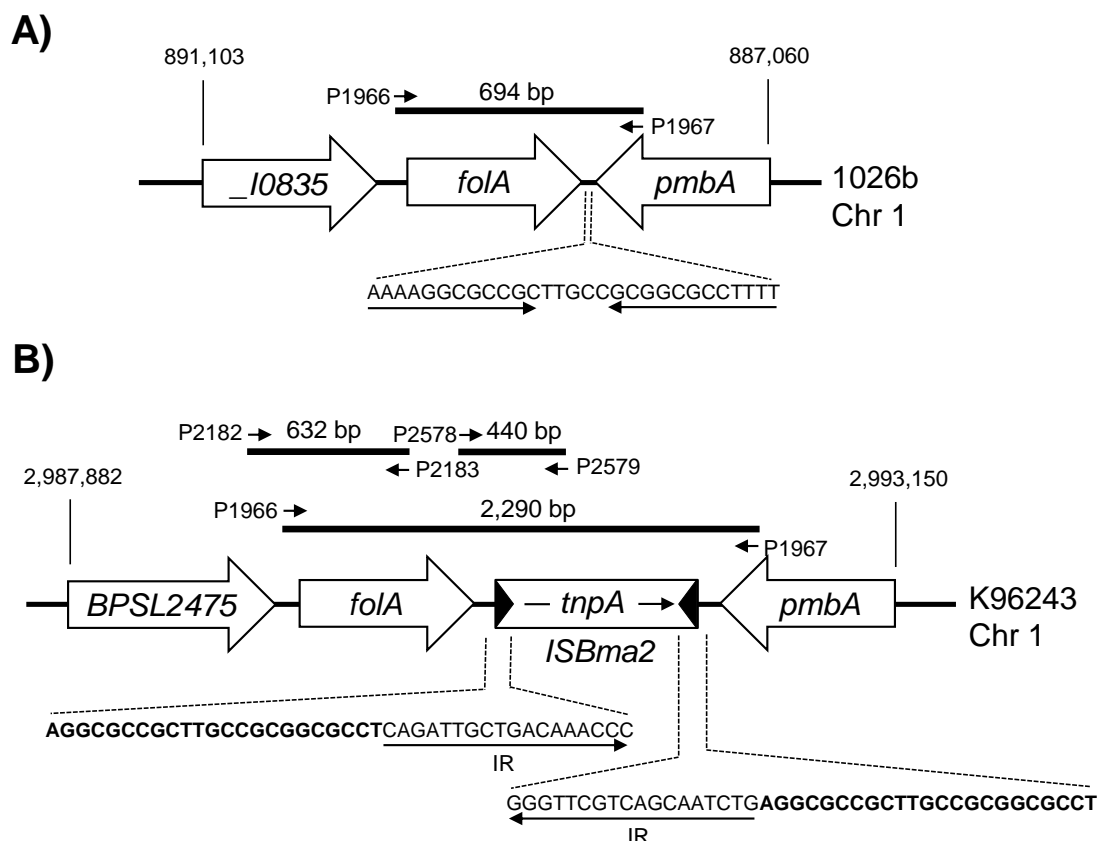 A)
891,103
887,060
P1966
694 bp
P1967
_I0835
folA
pmbA
1026b
Chr 1
AAAAGGCGCCGCTTGCCGCGGCGCCTTTT
B)
P2182
632 bp
P2183
P2578
440 bp
P2579
2,987,882
2,993,150
P1966
2,290 bp
P1967
BPSL2475
folA
tnpA
ISBma2
pmbA
K96243
Chr 1
AGGCGCCGCTTGCCGCGGCGCCTCAGATTGCTGACAAACCC
IR
GGGTTCGTCAGCAATCTGAGGCGCCGCTTGCCGCGGCGCCT
IR